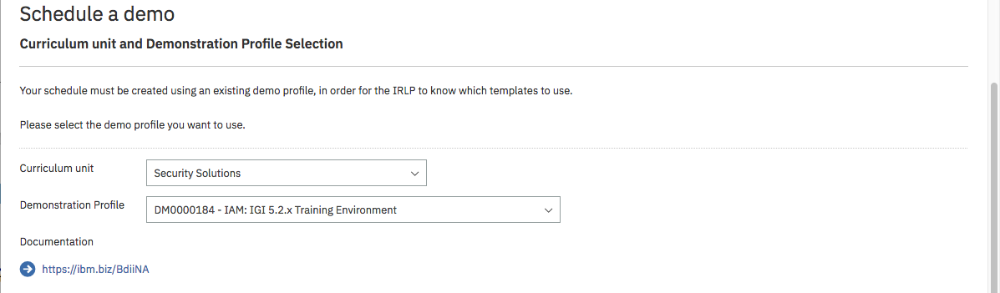 Schedule a demo
Curriculum unit and Demonstration Profile Selection
Your schedule must be created using an existing demo profile, in order for the IRLP to know which templates to use.
Please select the demo profile you want to use.
Curriculum unit
Security Solutions
Demonstration Profile
DM0000184 - IAM: IGI 5.2.x Training Environment
Documentation
https://ibm.biz/BdiiNA